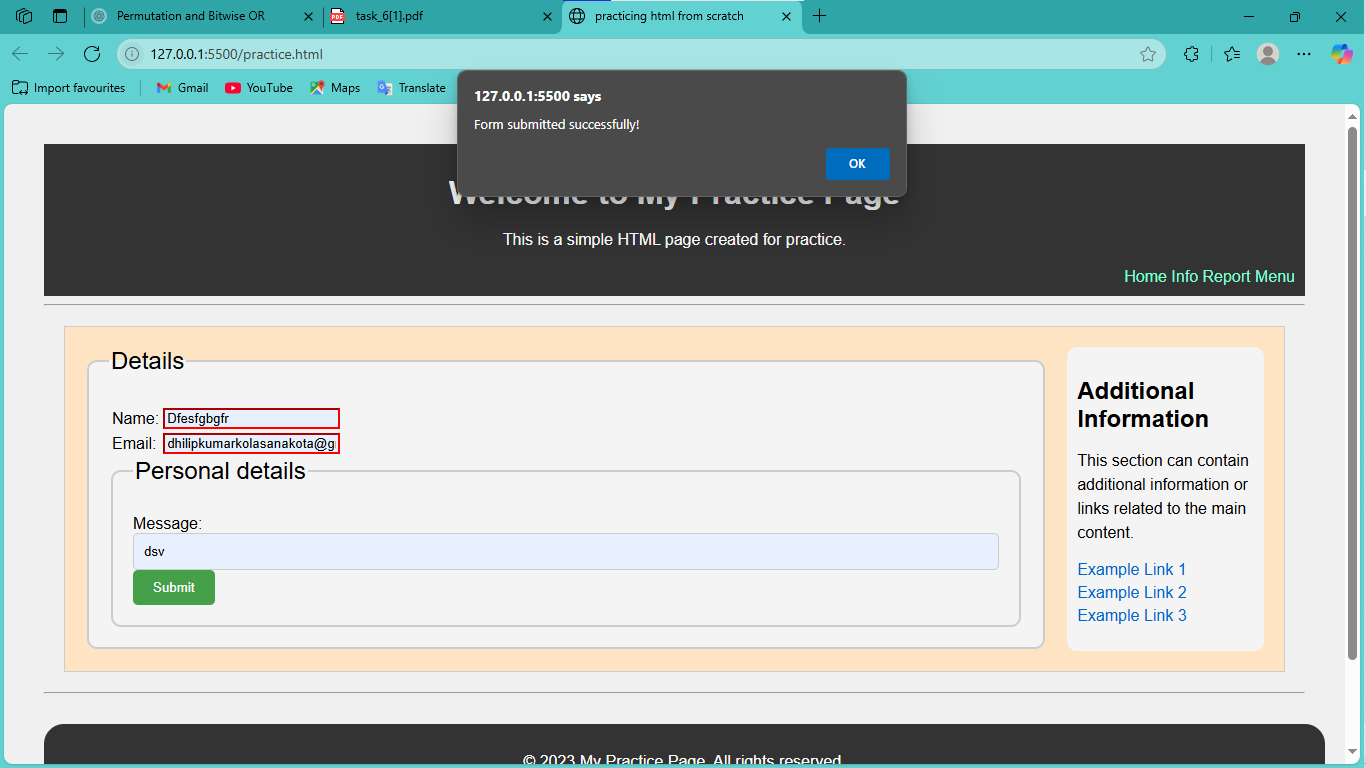 Permutation and Bitwise OR
task_6[1].pdf
practicing html from scratch
127.0.0.1:5500/practice.html
Import favourites
Gmail
YouTube
Maps
Translate
127.0.0.1:5500 says
Form submitted successfully!
OK
Welcome to My Practice Page
This is a simple HTML page created for practice.
Home Info Report Menu
Details
Name: Dfesfgbgfr
Email: dhilipkumarkolasanakota@g
Personal details
Message:
dsv
Submit
Additional
Information
This section can contain
additional information or
links related to the main
content.
Example Link 1
Example Link 2
Example Link 3
© 2023 My Practice Page. All rights reserved.